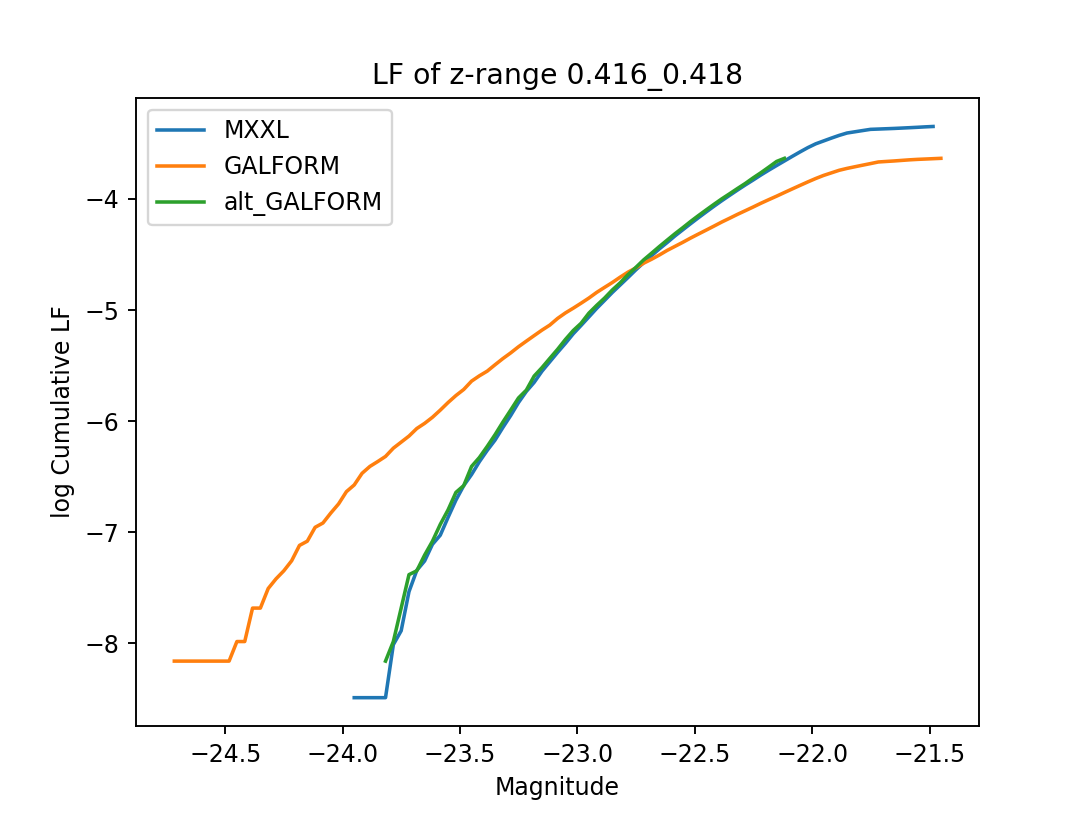 LF of z-range 0.416_0.418
MXXL
GALFORM
alt_GALFORM
log Cumulative LF
−4
−5
−6
−7
−8
−24.5
−24.0
−23.5
−23.0
−22.5
−22.0
−21.5
Magnitude